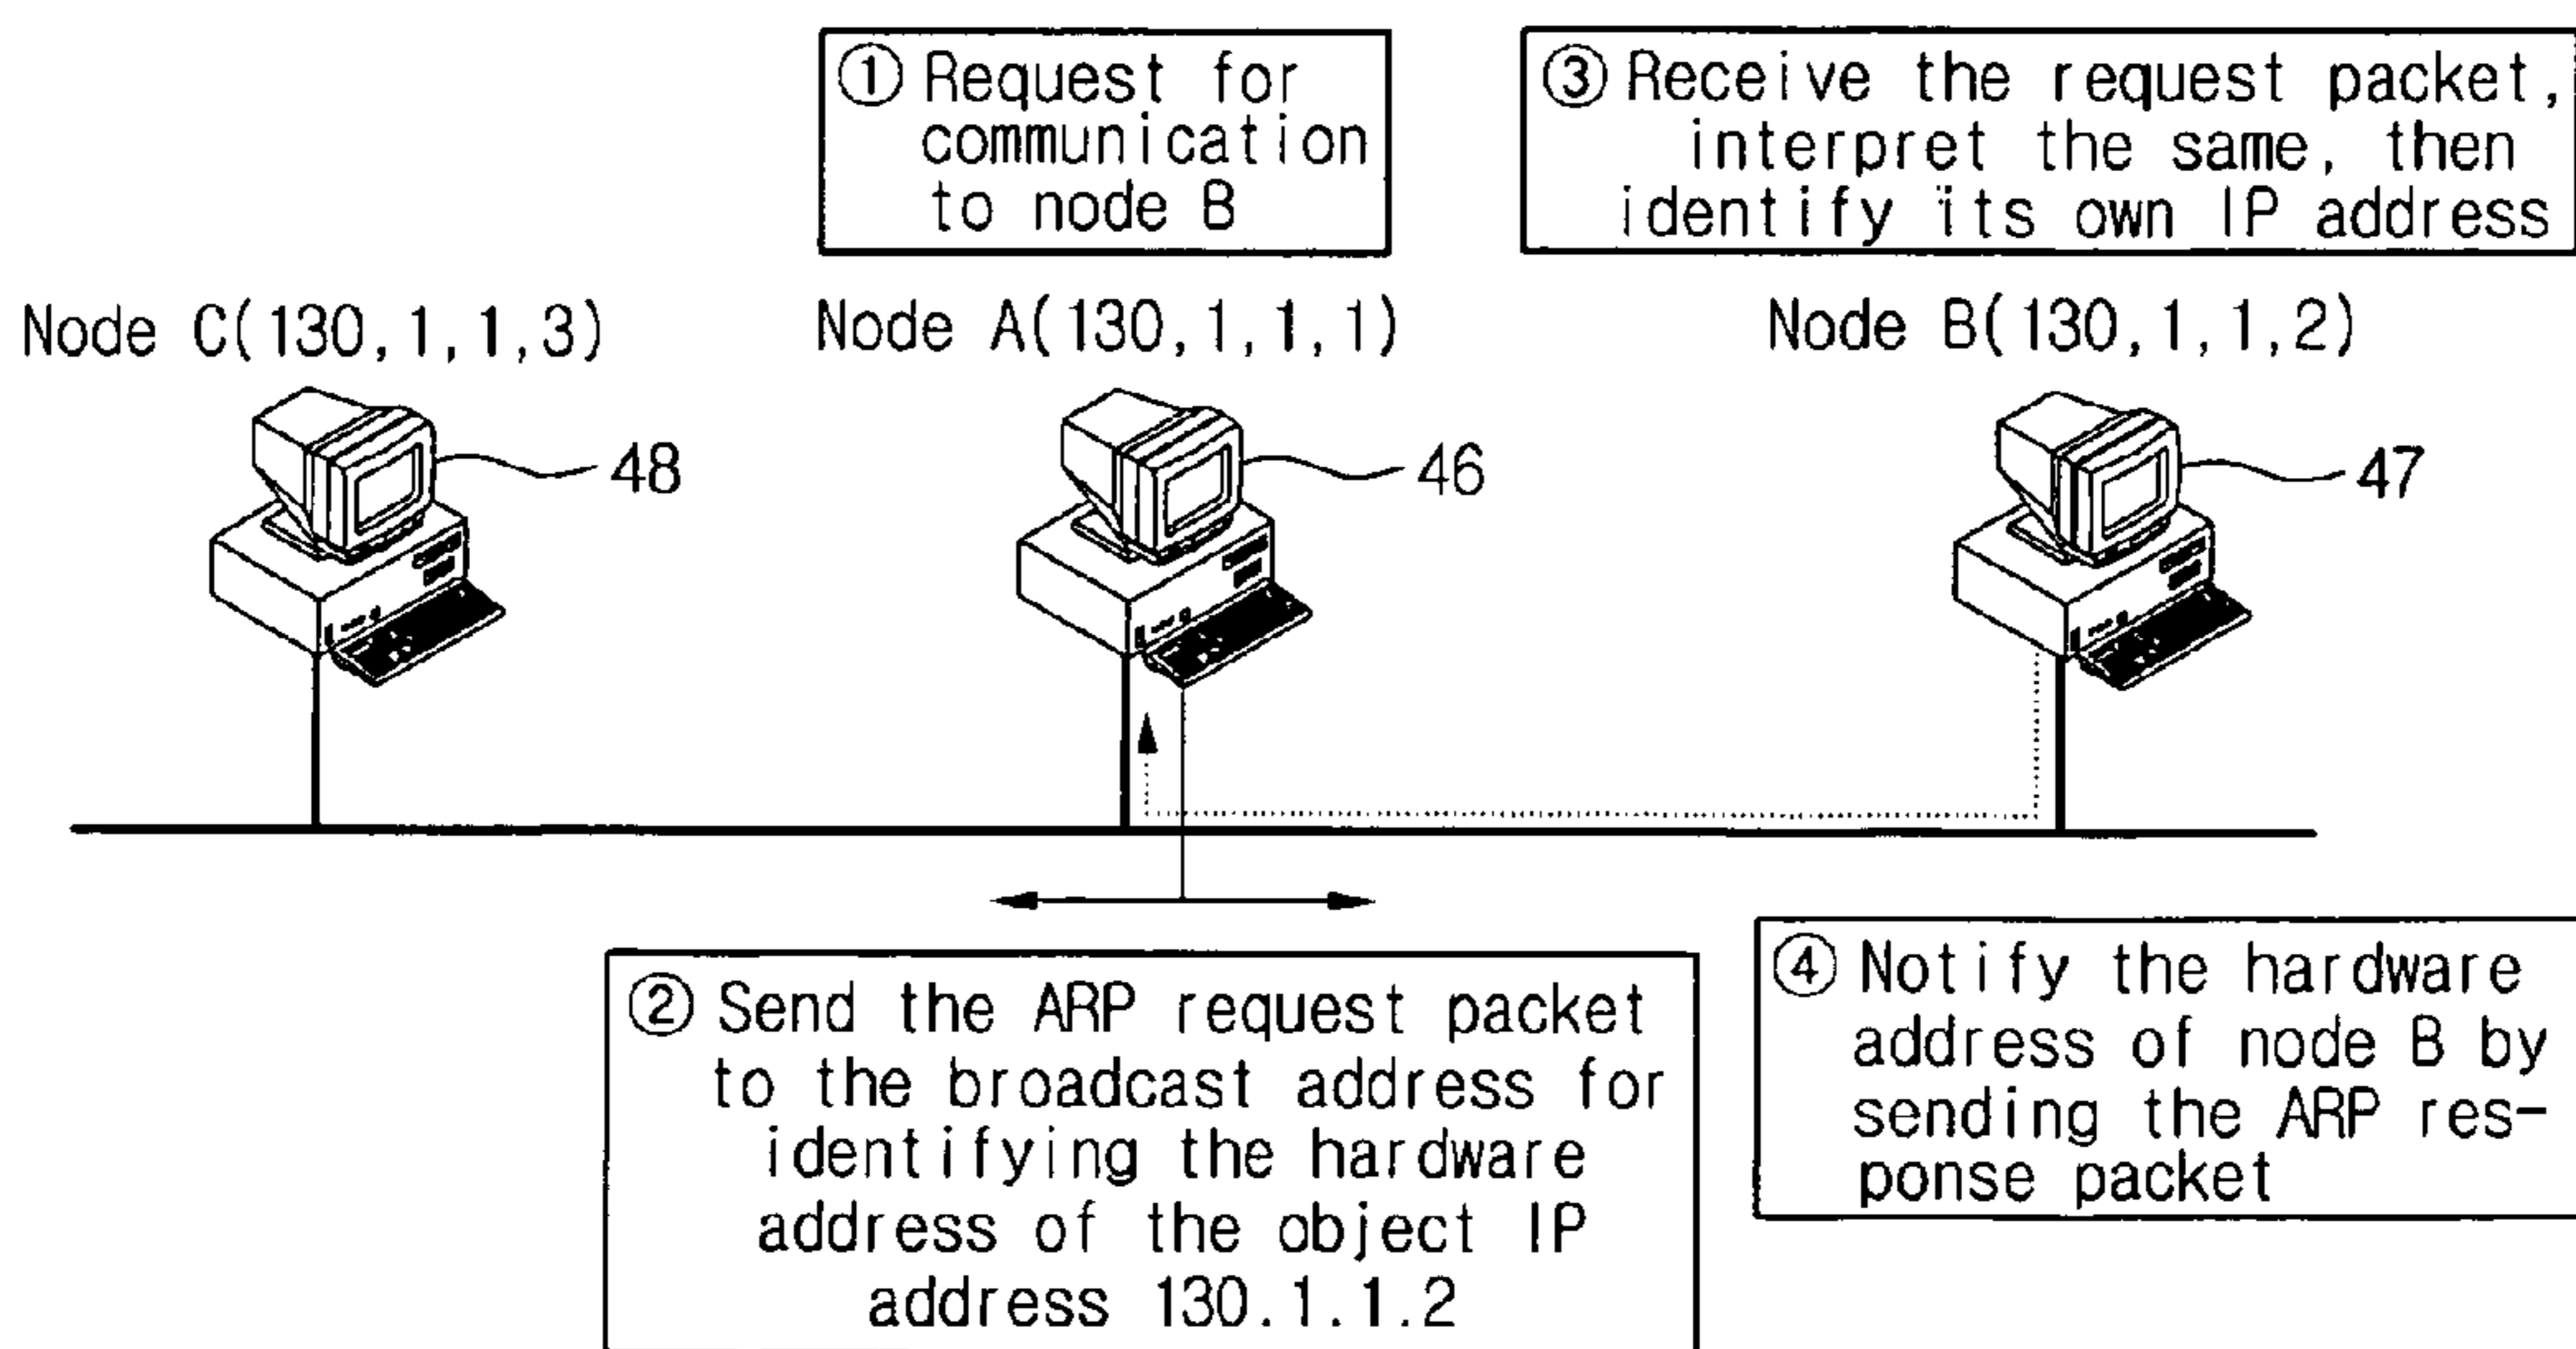 ① Request for
communication
to node B
③ Receive the request packet,
interpret the same, then
identify its own IP address
Node C(130,1,1,3)
Node A(130,1,1,1)
Node B(130,1,1,2)
48
46
47
② Send the ARP request packet
to the broadcast address for
identifying the hardware
address of the object IP
address 130.1.1.2
④ Notify the hardware
address of node B by
sending the ARP res-
ponse packet